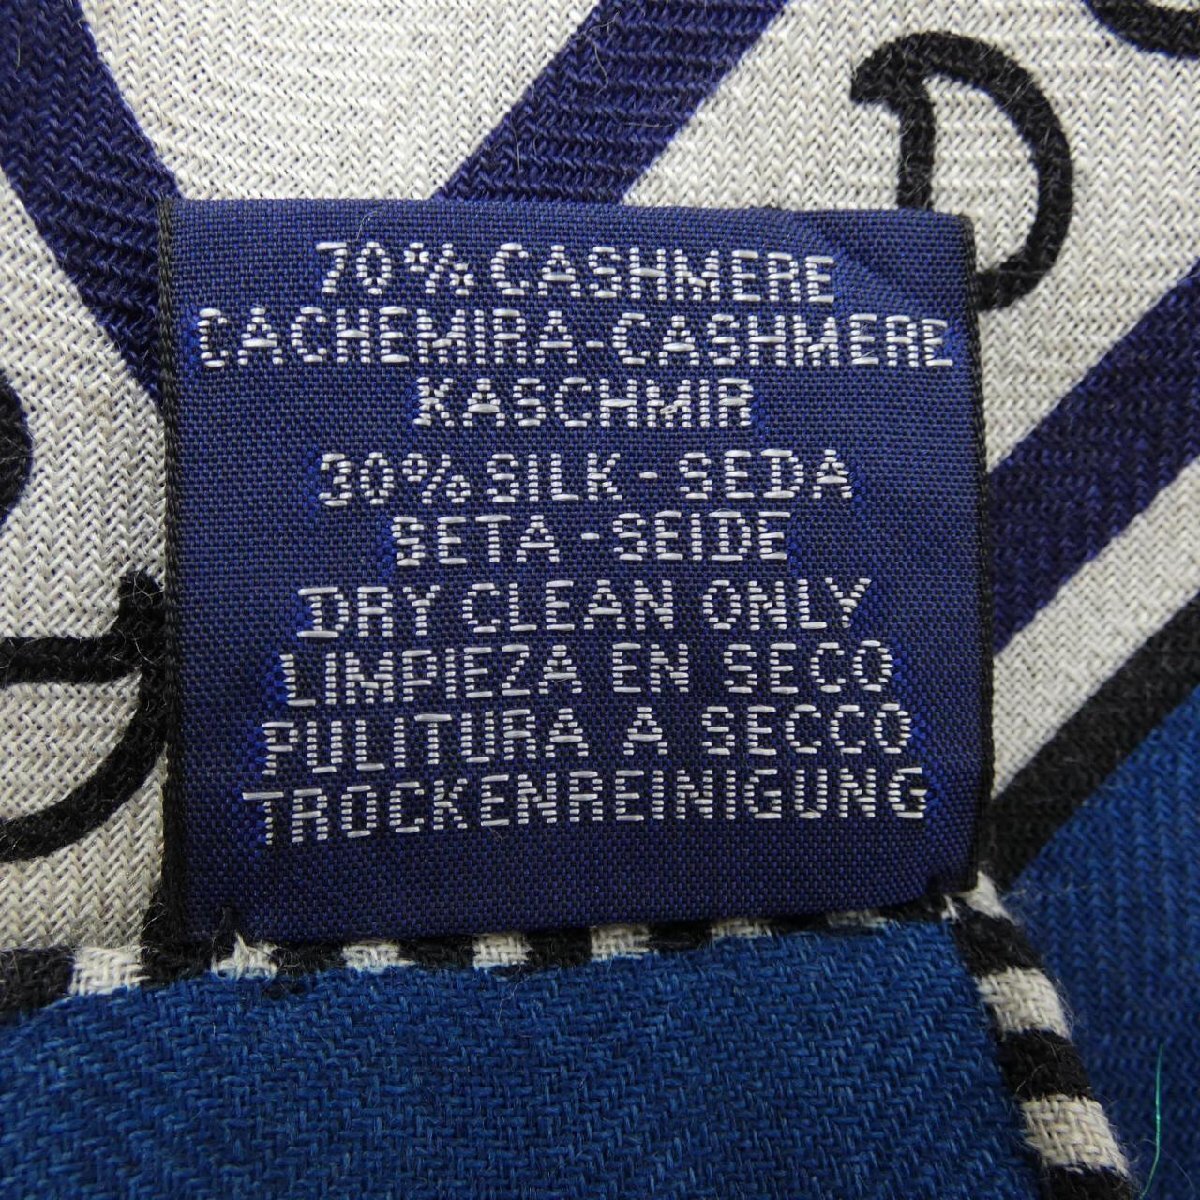 70% CASHMERE
CACHEMIRA-CASHMERE
KASCHMIR
30% SILK - SEDA
SETA - SEIDE
DRY CLEAN ONLY
LIMPIEZA EN SECO
PULITURA A SECCO
TROCKENREINIGUNG